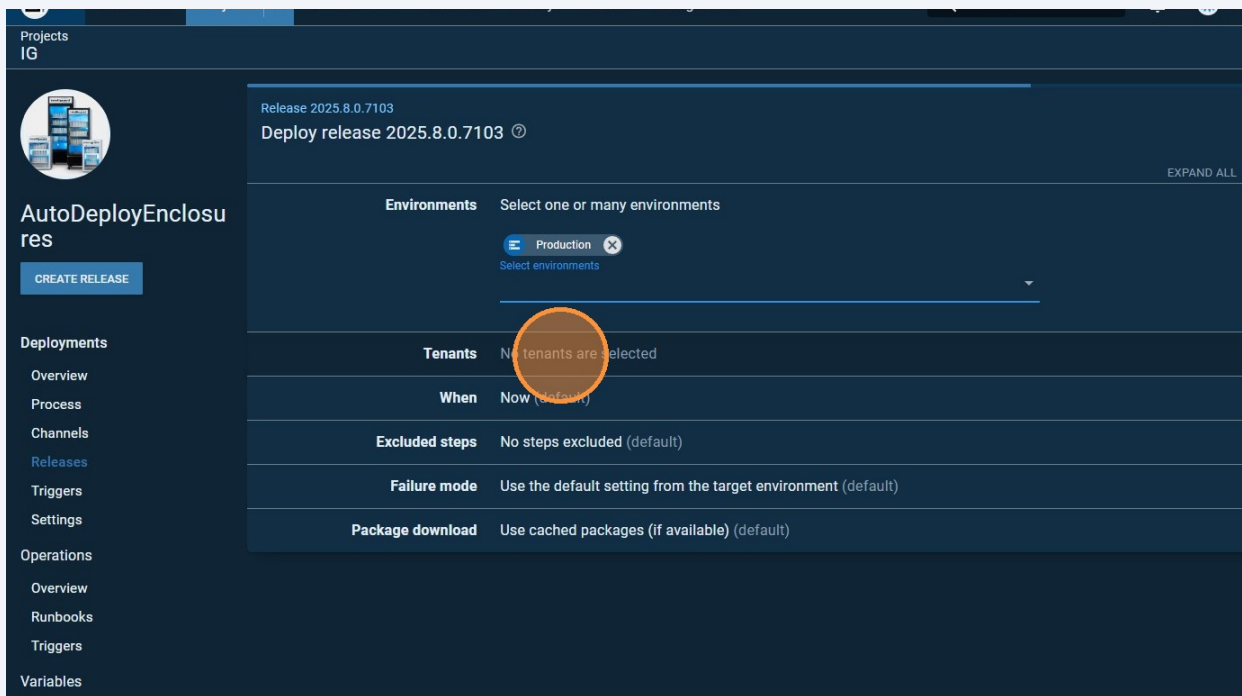 Projects
IG
Release 2025.8.0.7103
Deploy release 2025.8.0.7103
EXPAND ALL
AutoDeployEnclosu
res
CREATE RELEASE
Environments Select one or many environments
Production
Select environments
Tenants No tenants are selected
When Now (default)
Excluded steps No steps excluded (default)
Failure mode Use the default setting from the target environment (default)
Package download Use cached packages (if available) (default)
Deployments
Overview
Process
Channels
Releases
Triggers
Settings
Operations
Overview
Runbooks
Triggers
Variables